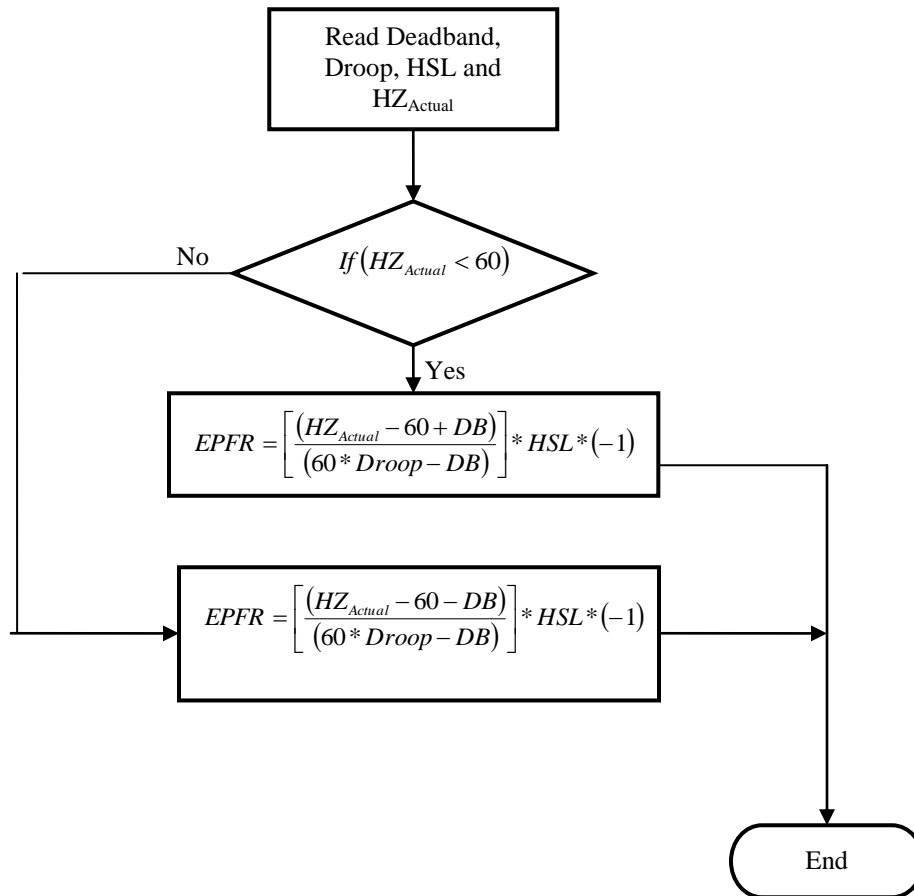 Read Deadband,
Droop, HSL and
HZ_Actual
No
If(HZ_Actual < 60)
Yes
EPFR = [(HZ_Actual − 60 + DB) / (60 * Droop − DB)] * HSL * (−1)
EPFR = [(HZ_Actual − 60 − DB) / (60 * Droop − DB)] * HSL * (−1)
End